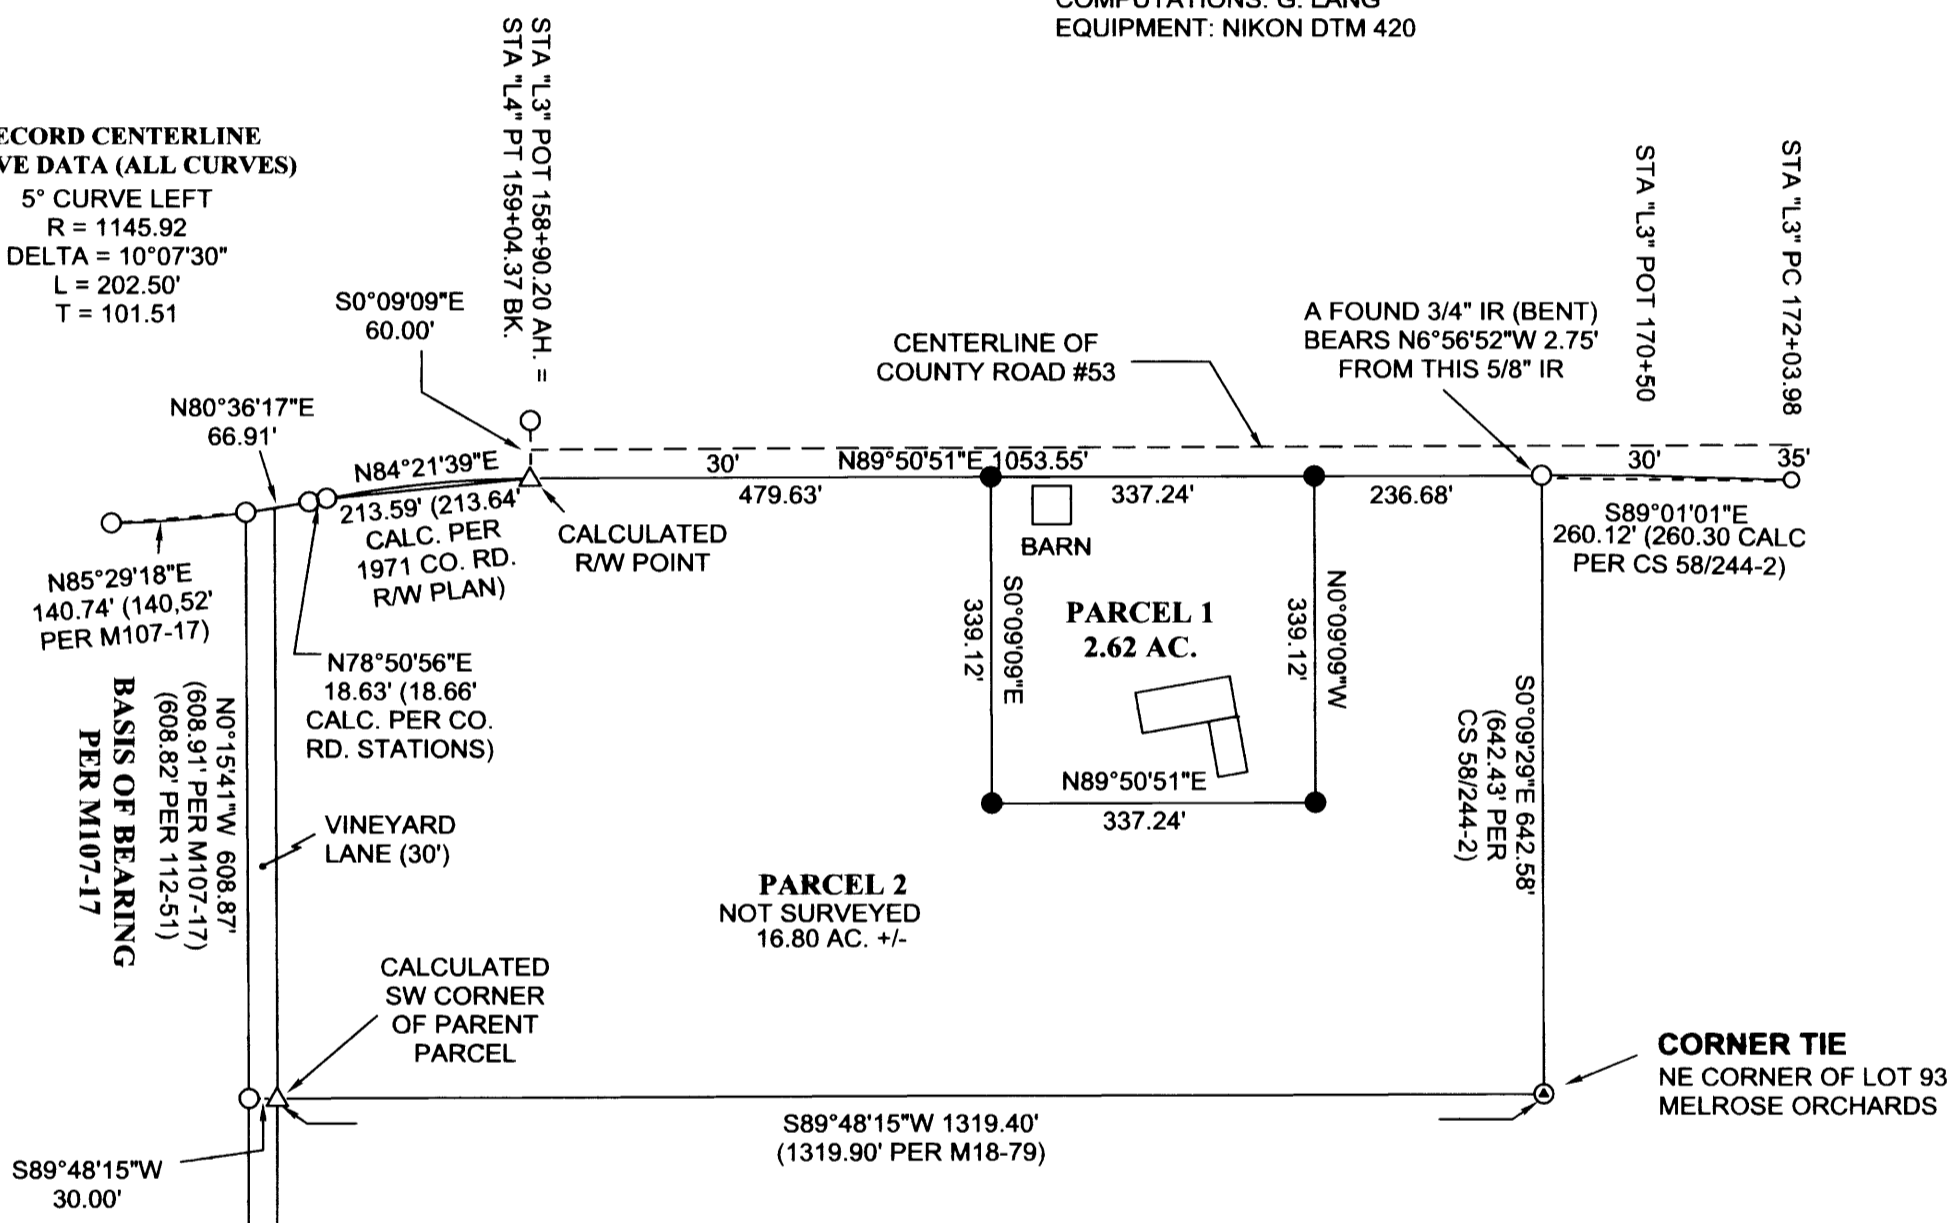 COMPUTATIONS: G. LANG
EQUIPMENT: NIKON DTM 420
STA "L3" POT 158+90.20 AH. =
STA "L4" PT 159+04.37 BK.
ECORD CENTERLINE
VE DATA (ALL CURVES)
5° CURVE LEFT
R = 1145.92
DELTA = 10°07'30"
L = 202.50'
T = 101.51
S0°09'09"E
60.00'
CENTERLINE OF
COUNTY ROAD #53
A FOUND 3/4" IR (BENT)
BEARS N6°56'52"W 2.75'
FROM THIS 5/8" IR
STA "L3" POT 170+50
STA "L3" PC 172+03.98
N80°36'17"E
66.91'
N84°21'39"E
213.59' (213.64'
CALC. PER
1971 CO. RD.
R/W PLAN)
30'
N89°50'51"E 1053.55'
30'
35'
479.63'
337.24'
236.68'
S89°01'01"E
260.12' (260.30 CALC
PER CS 58/244-2)
CALCULATED
R/W POINT
BARN
N85°29'18"E
140.74' (140,52'
PER M107-17)
N78°50'56"E
18.63' (18.66'
CALC. PER CO.
RD. STATIONS)
S0°09'09"E
339.12'
PARCEL 1
2.62 AC.
N0°09'09"W
339.12'
N89°50'51"E
337.24'
S0°09'29"E 642.58'
(642.43' PER
CS 58/244-2)
N0°15'41"W 608.87'
(608.91' PER M107-17)
(608.82' PER 112-51)
BASIS OF BEARING
PER M107-17
VINEYARD
LANE (30')
PARCEL 2
NOT SURVEYED
16.80 AC. +/-
CALCULATED
SW CORNER
OF PARENT
PARCEL
CORNER TIE
NE CORNER OF LOT 93
MELROSE ORCHARDS
S89°48'15"W 1319.40'
(1319.90' PER M18-79)
S89°48'15"W
30.00'